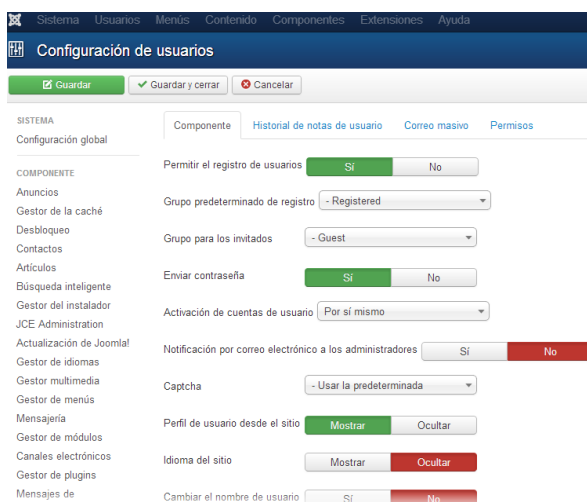 Sistema Usuarios Menús Contenido Componentes Extensiones Ayuda
Configuración de usuarios
Guardar Guardar y cerrar Cancelar
SISTEMA
Configuración global
COMPONENTE
Anuncios
Gestor de la caché
Desbloqueo
Contactos
Artículos
Búsqueda inteligente
Gestor del instalador
JCE Administration
Actualización de Joomla!
Gestor de idiomas
Gestor multimedia
Gestor de menús
Mensajería
Gestor de módulos
Canales electrónicos
Gestor de plugins
Mensajes de
Componente Historial de notas de usuario Correo masivo Permisos
Permitir el registro de usuarios Sí No
Grupo predeterminado de registro - Registered
Grupo para los invitados - Guest
Enviar contraseña Sí No
Activación de cuentas de usuario Por sí mismo
Notificación por correo electrónico a los administradores Sí No
Captcha - Usar la predeterminada
Perfil de usuario desde el sitio Mostrar Ocultar
Idioma del sitio Mostrar Ocultar
Cambiar el nombre de usuario Sí No